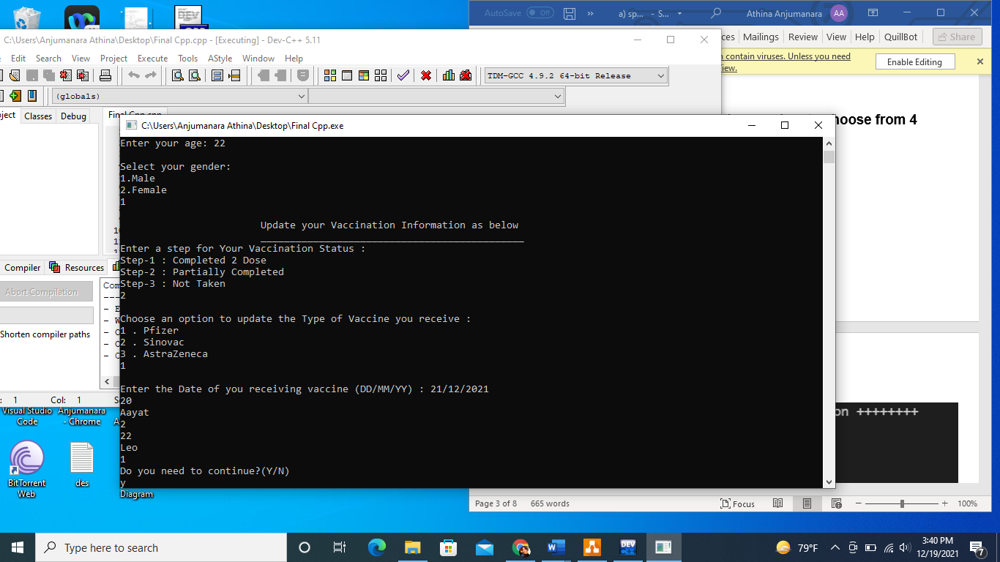 AutoSave Off
a) sp... - S...
Athina Anjumanara AA
C:\Users\Anjumanara Athina\Desktop\Final Cpp.cpp - [Executing] - Dev-C++ 5.11
ces Mailings Review View Help QuillBot Share
Edit Search View Project Execute Tools AStyle Window Help
n contain viruses. Unless you need
iew.
Enable Editing
TDM-GCC 4.9.2 64-bit Release
(globals)
ject Classes Debug
hoose from 4
C:\Users\Anjumanara Athina\Desktop\Final Cpp.exe
Enter your age: 22
Select your gender:
1.Male
2.Female
1
Update your Vaccination Information as below
Enter a step for Your Vaccination Status :
Step-1 : Completed 2 Dose
Step-2 : Partially Completed
Step-3 : Not Taken
2
Choose an option to update the Type of Vaccine you receive :
1 . Pfizer
2 . Sinovac
3 . AstraZeneca
1
Enter the Date of you receiving vaccine (DD/MM/YY) : 21/12/2021
20
Aayat
2
22
Leo
1
Do you need to continue?(Y/N)
y
Compiler Resources
Abort Compilation
Shorten compiler paths
: 1 Col: 1 S
Visual Studio
Code
Anjumanara
- Chrome
on ++++++++
BitTorrent
Web
des
Diagram
Page 3 of 8 665 words Focus 100%
Type here to search
DEV
79°F
3:40 PM
12/19/2021
7